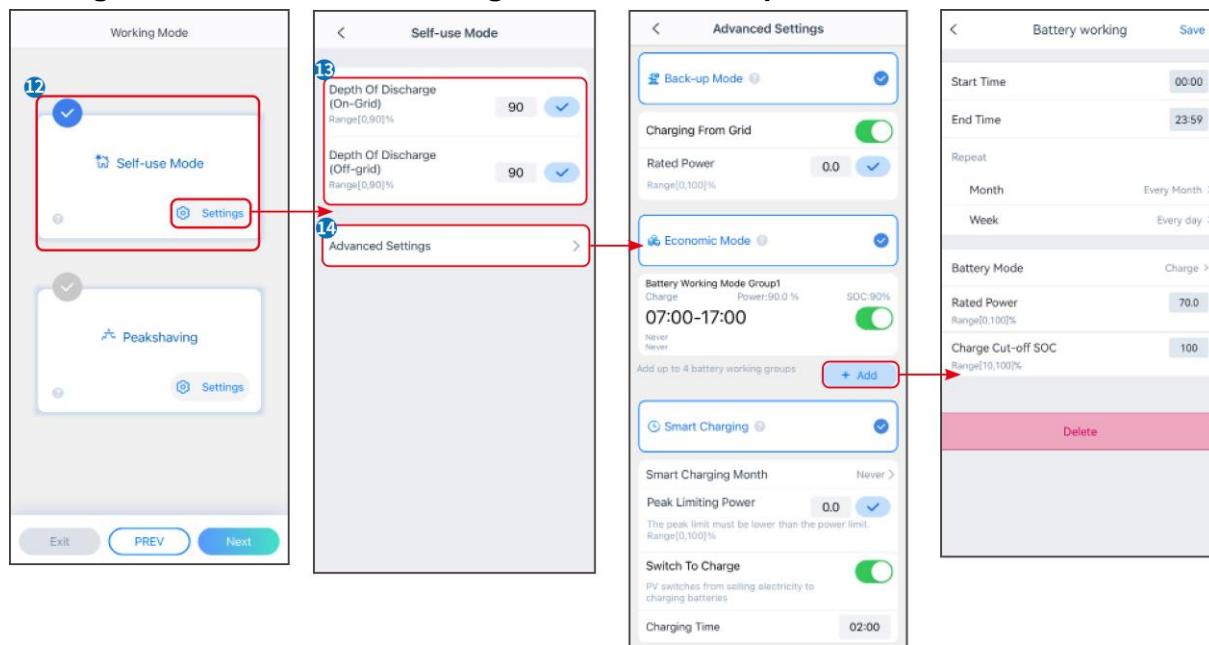 Working Mode
12
Self-use Mode
Settings
Peakshaving
Settings
Exit
PREV
Next
Self-use Mode
13
Depth Of Discharge
(On-Grid)
90
Range[0,90]%
Depth Of Discharge
(Off-grid)
90
Range[0,90]%
14
Advanced Settings
Advanced Settings
Back-up Mode
Charging From Grid
Rated Power
0.0
Range[0,100]%
Economic Mode
Battery Working Mode Group1
Charge Power:90.0 % SOC:90%
07:00-17:00
Never
Never
Add up to 4 battery working groups
+ Add
Smart Charging
Smart Charging Month Never
Peak Limiting Power
0.0
The peak limit must be lower than the power limit.
Range[0,100]%
Switch To Charge
PV switches from selling electricity to
charging batteries
Charging Time 02:00
Battery working Save
Start Time 00:00
End Time 23:59
Repeat
Month Every Month
Week Every day
Battery Mode Charge
Rated Power 70.0
Range[0,100]%
Charge Cut-off SOC 100
Range[10,100]%
Delete